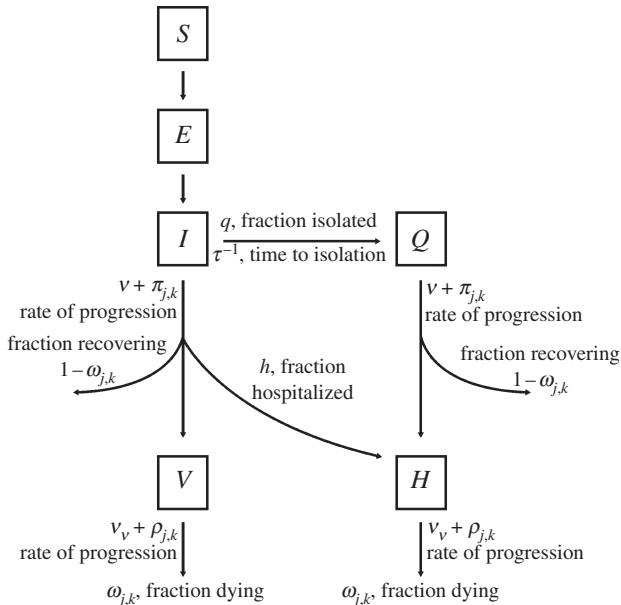 S
E
I
q, fraction isolated
τ⁻¹, time to isolation
Q
ν + π_{j,k}
rate of progression
fraction recovering
1 – ω_{j,k}
h, fraction
hospitalized
ν + π_{j,k}
rate of progression
fraction recovering
1 – ω_{j,k}
V
H
ν_ν + ρ_{j,k}
rate of progression
ω_{j,k}, fraction dying
ν_ν + ρ_{j,k}
rate of progression
ω_{j,k}, fraction dying